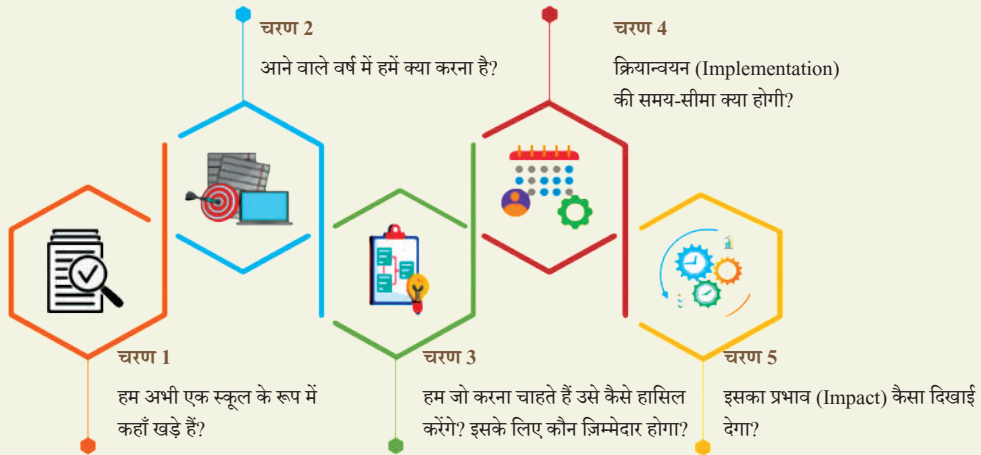 चरण 1
हम अभी एक स्कूल के रूप में
कहाँ खड़े हैं?
चरण 2
आने वाले वर्ष में हमें क्या करना है?
चरण 3
हम जो करना चाहते हैं उसे कैसे हासिल
करेंगे? इसके लिए कौन ज़िम्मेदार होगा?
चरण 4
क्रियान्वयन (Implementation)
की समय-सीमा क्या होगी?
चरण 5
इसका प्रभाव (Impact) कैसा दिखाई
देगा?